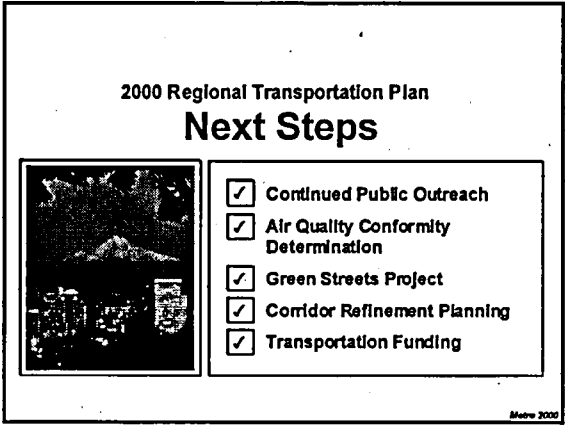 2000 Regional Transportation Plan
Next Steps
✓ Continued Public Outreach
✓ Air Quality Conformity
Determination
✓ Green Streets Project
✓ Corridor Refinement Planning
✓ Transportation Funding
Metro 2000